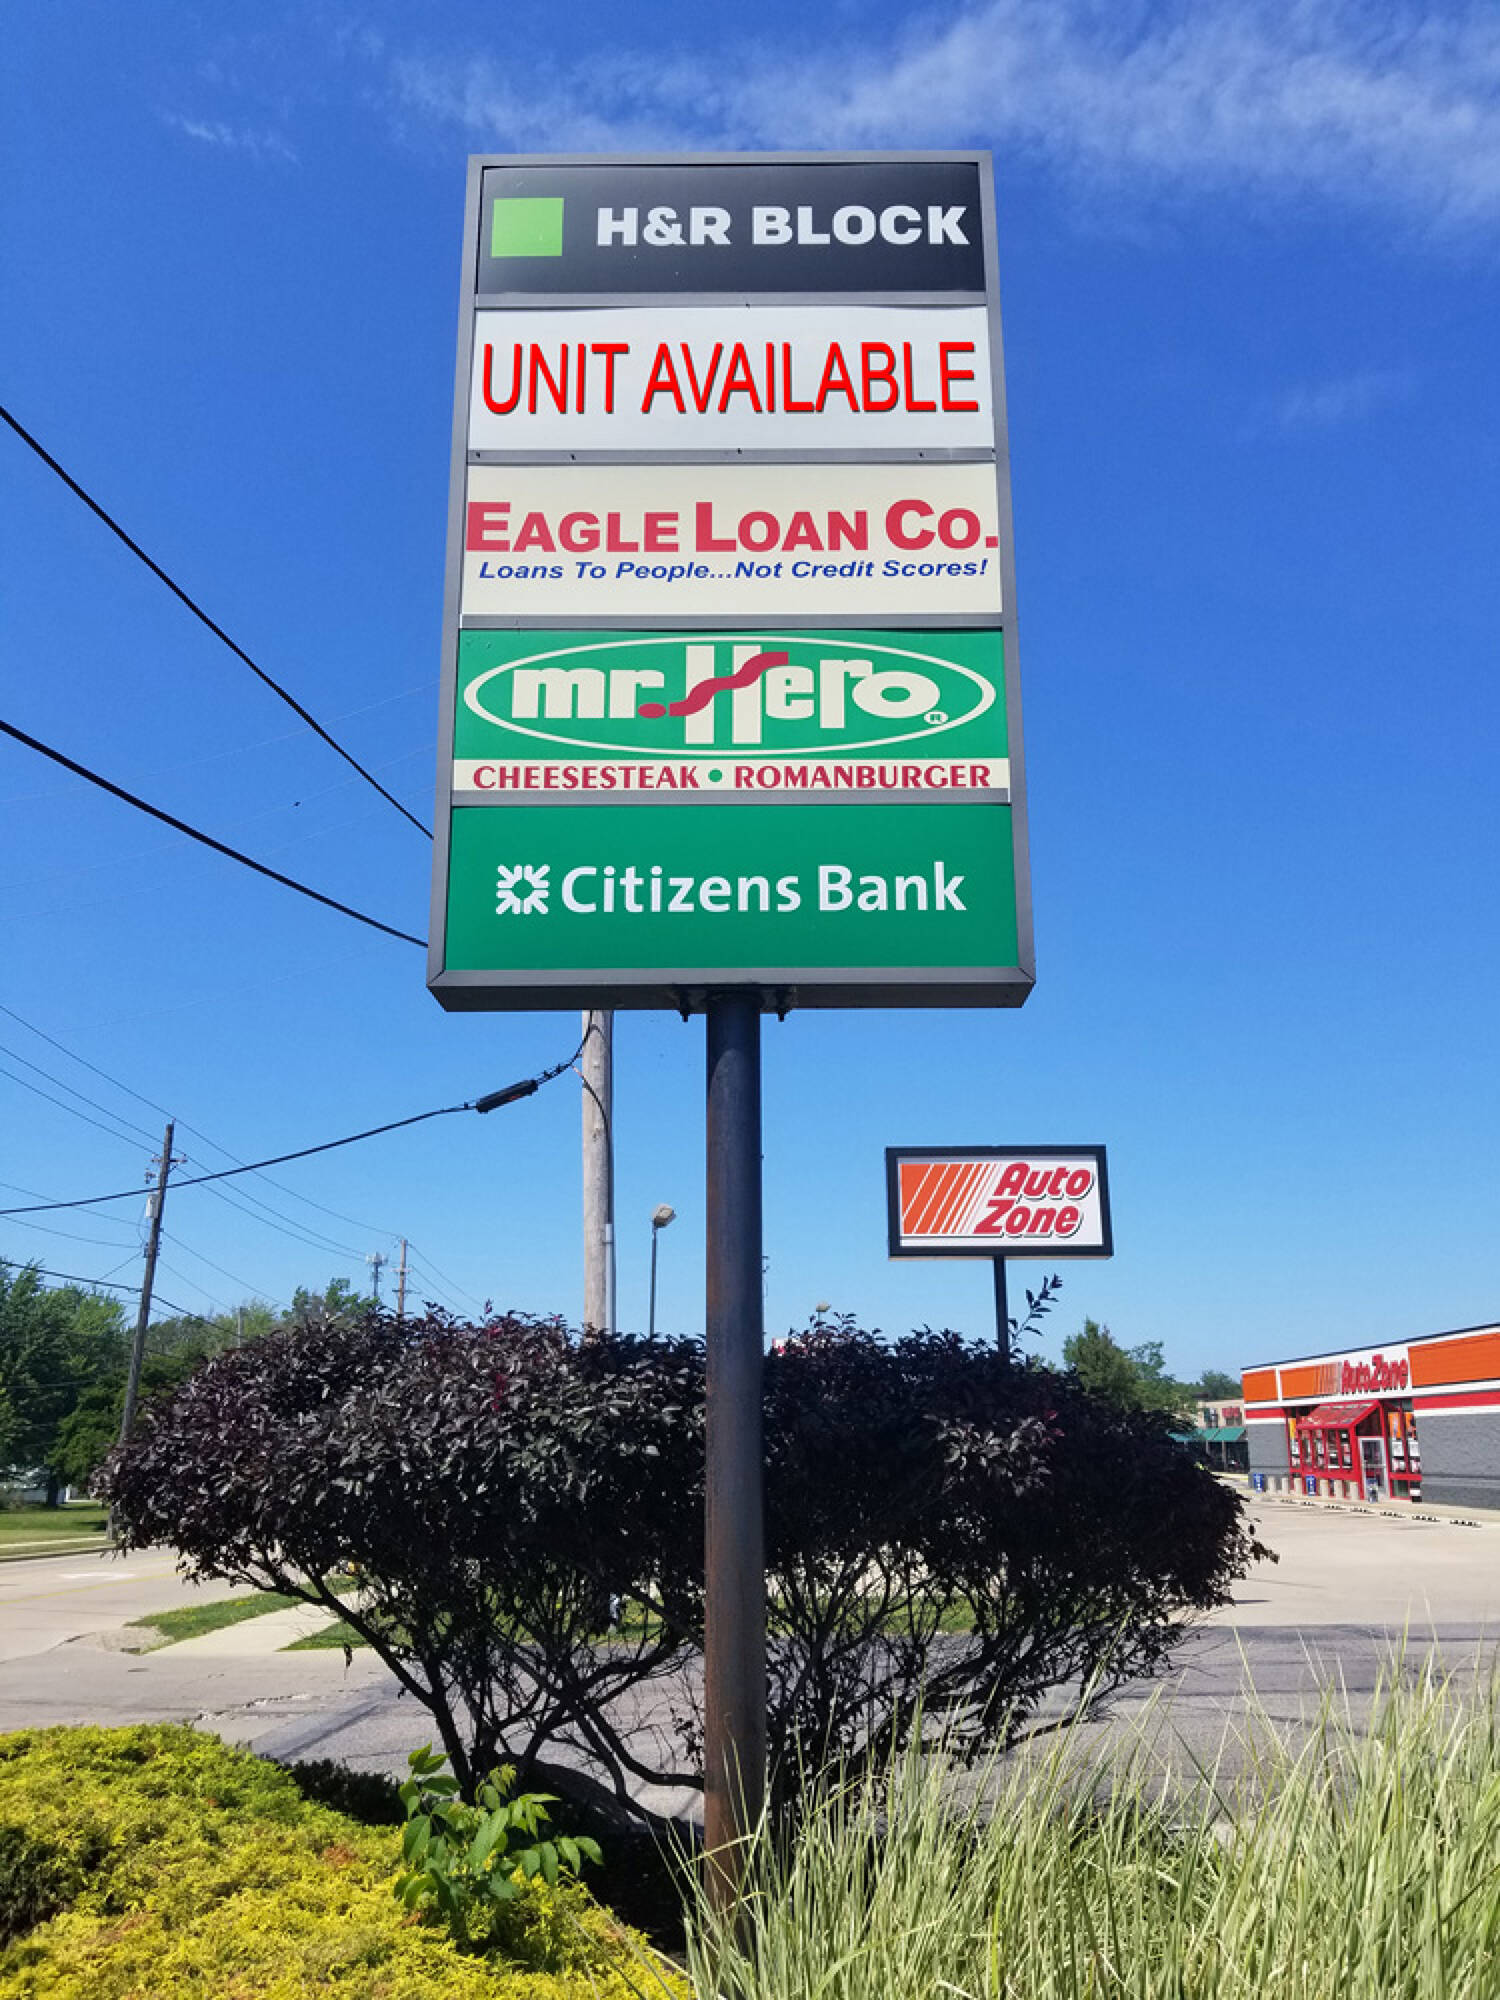 H&R BLOCK
UNIT AVAILABLE
EAGLE LOAN CO.
Loans To People...Not Credit Scores!
mr.Hero®
CHEESESTEAK • ROMANBURGER
Citizens Bank
Auto
Zone
AutoZone